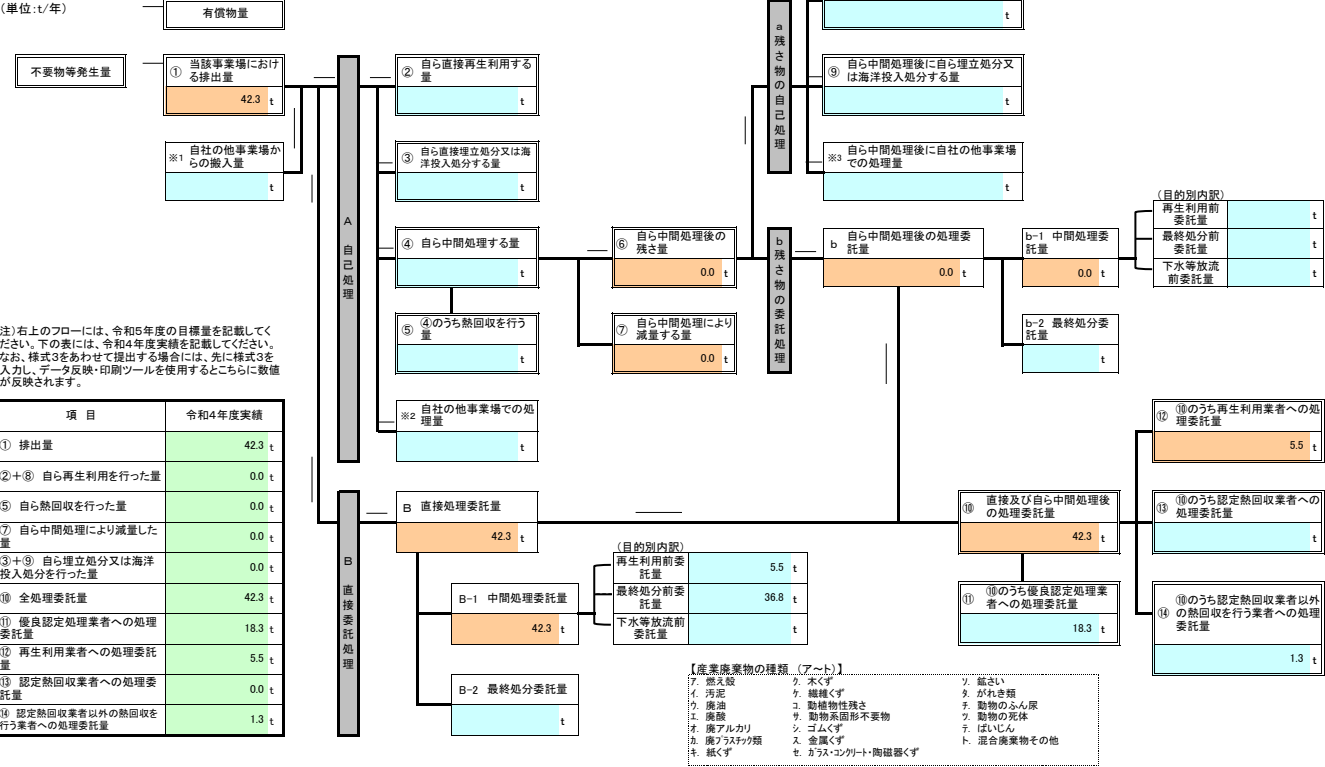 (単位:t/年)
有償物量
不要物等発生量
① 当該事業場におけ
る排出量
42.3 t
※1 自社の他事業場か
らの搬入量
t
A 自己処理
② 自ら直接再生利用する
量
t
③ 自ら直接埋立処分又は海
洋投入処分する量
t
④ 自ら中間処理する量
t
⑤ ④のうち熱回収を行う
量
t
※2 自社の他事業場での処
理量
t
⑥ 自ら中間処理後の
残さ量
0.0 t
⑦ 自ら中間処理により
減量する量
0.0 t
a 残さ物の自己処理
t
⑨ 自ら中間処理後に自ら埋立処分又
は海洋投入処分する量
t
※3 自ら中間処理後に自社の他事業場
での処理量
t
b 残さ物の委託処理
b 自ら中間処理後の処理委
託量
0.0 t
b-1 中間処理委
託量
0.0 t
(目的別内訳)
再生利用前
委託量
t
最終処分前
委託量
t
下水等放流
前委託量
t
b-2 最終処分委
託量
t
注)右上のフローには、令和5年度の目標量を記載してく
ださい。下の表には、令和4年度実績を記載してください。
なお、様式3をあわせて提出する場合には、先に様式3を
入力し、データ反映・印刷ツールを使用するとこちらに数値
が反映されます。
項 目 令和4年度実績
① 排出量 42.3 t
②+⑧ 自ら再生利用を行った量 0.0 t
⑤ 自ら熱回収を行った量 0.0 t
⑦ 自ら中間処理により減量した
量 0.0 t
③+⑨ 自ら埋立処分又は海洋
投入処分を行った量 0.0 t
⑩ 全処理委託量 42.3 t
⑪ 優良認定処理業者への処理
委託量 18.3 t
⑫ 再生利用業者への処理委託
量 5.5 t
⑬ 認定熱回収業者への処理委
託量 0.0 t
⑭ 認定熱回収業者以外の熱回収を
行う業者への処理委託量 1.3 t
B 直接委託処理
B 直接処理委託量
42.3 t
B-1 中間処理委託量
42.3 t
(目的別内訳)
再生利用前委
託量
5.5 t
最終処分前委
託量
36.8 t
下水等放流前
委託量
t
B-2 最終処分委託量
t
⑩ 直接及び自ら中間処理後
の処理委託量
42.3 t
⑪ ⑩のうち優良認定処理業
者への処理委託量
18.3 t
⑫ ⑩のうち再生利用業者への処
理委託量
5.5 t
⑬ ⑩のうち認定熱回収業者への
処理委託量
t
⑭ ⑩のうち認定熱回収業者以外
の熱回収を行う業者への処理
委託量
1.3 t
【産業廃棄物の種類 (ア～ト)】
ア. 燃え殻 ク. 木くず ソ. 鉱さい
イ. 汚泥 ケ. 繊維くず タ. がれき類
ウ. 廃油 コ. 動植物性残さ チ. 動物のふん尿
エ. 廃酸 サ. 動物系固形不要物 ツ. 動物の死体
オ. 廃アルカリ シ. ゴムくず テ. ばいじん
カ. 廃プラスチック類 ス. 金属くず ト. 混合廃棄物その他
キ. 紙くず セ. ガラス・コンクリート・陶磁器くず